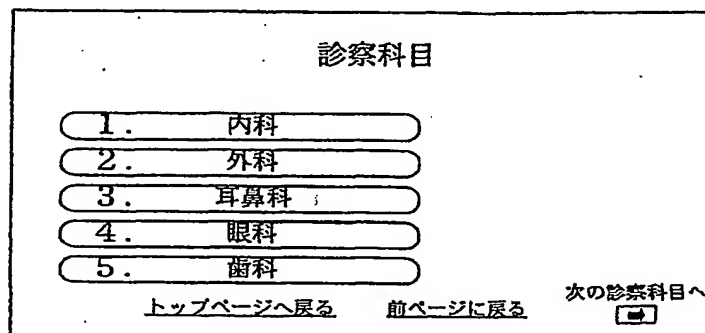 診察科目
1. 内科
2. 外科
3. 耳鼻科
4. 眼科
5. 歯科
次の診察科目へ
トップページへ戻る 前ページに戻る